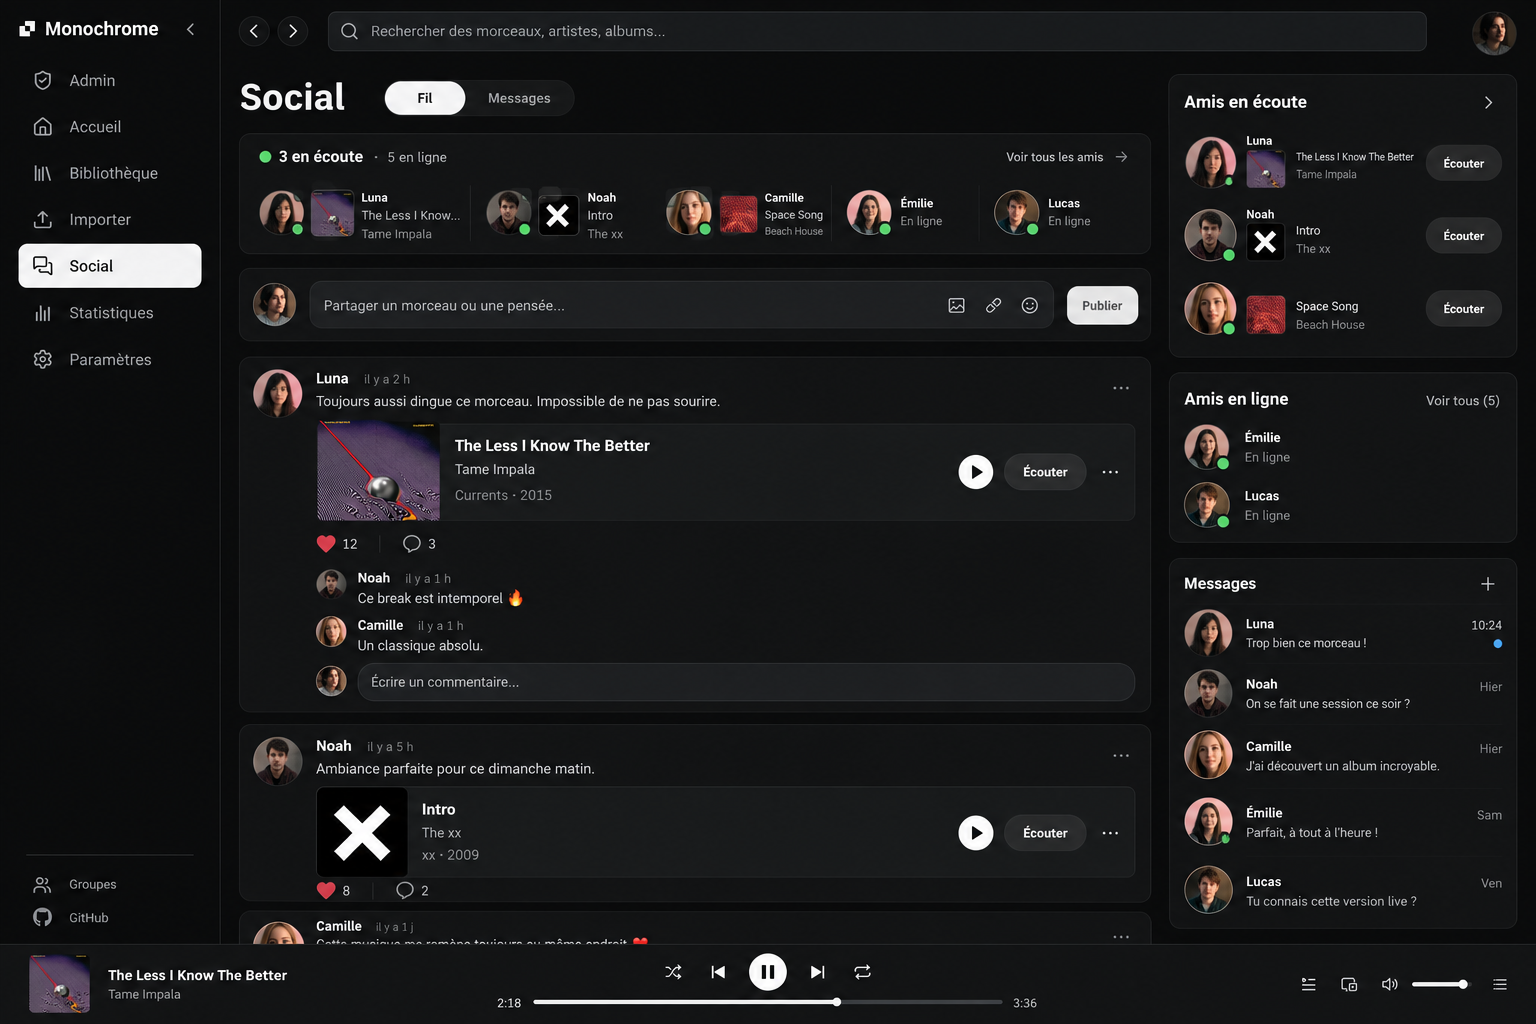 Monochrome
Admin
Accueil
Bibliothèque
Importer
Social
Statistiques
Paramètres
Groupes
GitHub
Rechercher des morceaux, artistes, albums...
Social
Fil
Messages
3 en écoute · 5 en ligne
Voir tous les amis
Luna
The Less I Know...
Tame Impala
Noah
Intro
The xx
Camille
Space Song
Beach House
Émilie
En ligne
Lucas
En ligne
Partager un morceau ou une pensée...
Publier
Luna il y a 2 h
Toujours aussi dingue ce morceau. Impossible de ne pas sourire.
The Less I Know The Better
Tame Impala
Currents · 2015
Écouter
12
3
Noah il y a 1 h
Ce break est intemporel 🔥
Camille il y a 1 h
Un classique absolu.
Écrire un commentaire...
Noah il y a 5 h
Ambiance parfaite pour ce dimanche matin.
Intro
The xx
xx · 2009
Écouter
8
2
Camille il y a 1 j
Cette musique me ramène toujours au même endroit ❤️
Amis en écoute
Luna
The Less I Know The Better
Tame Impala
Écouter
Noah
Intro
The xx
Écouter
Space Song
Beach House
Écouter
Amis en ligne
Voir tous (5)
Émilie
En ligne
Lucas
En ligne
Messages
Luna
10:24
Trop bien ce morceau !
Noah
Hier
On se fait une session ce soir ?
Camille
Hier
J'ai découvert un album incroyable.
Émilie
Sam
Parfait, à tout à l'heure !
Lucas
Ven
Tu connais cette version live ?
The Less I Know The Better
Tame Impala
2:18
3:36